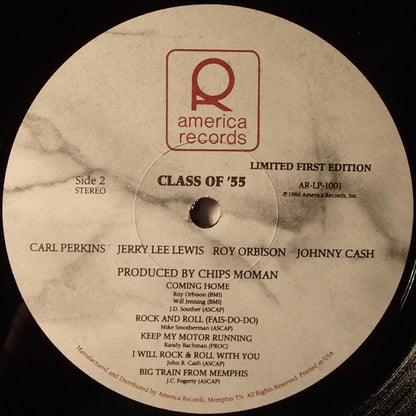 america
records
LIMITED FIRST EDITION
Side 2
STEREO
CLASS OF '55
AR-LP-1001
℗1986 America Records, Inc.
CARL PERKINS JERRY LEE LEWIS ROY ORBISON JOHNNY CASH
PRODUCED BY CHIPS MOMAN
COMING HOME
Roy Orbison (BMI)
Will Jenning (BMI)
J.D. Souther (ASCAP)
ROCK AND ROLL (FAIS-DO-DO)
Mike Smotherman (ASCAP)
KEEP MY MOTOR RUNNING
Randy Bachman (PROC)
I WILL ROCK & ROLL WITH YOU
John R. Cash (ASCAP)
BIG TRAIN FROM MEMPHIS
J.C. Fogerty (ASCAP)
Manufactured and Distributed by America Records, Memphis TN. All Rights Reserved. Printed in USA